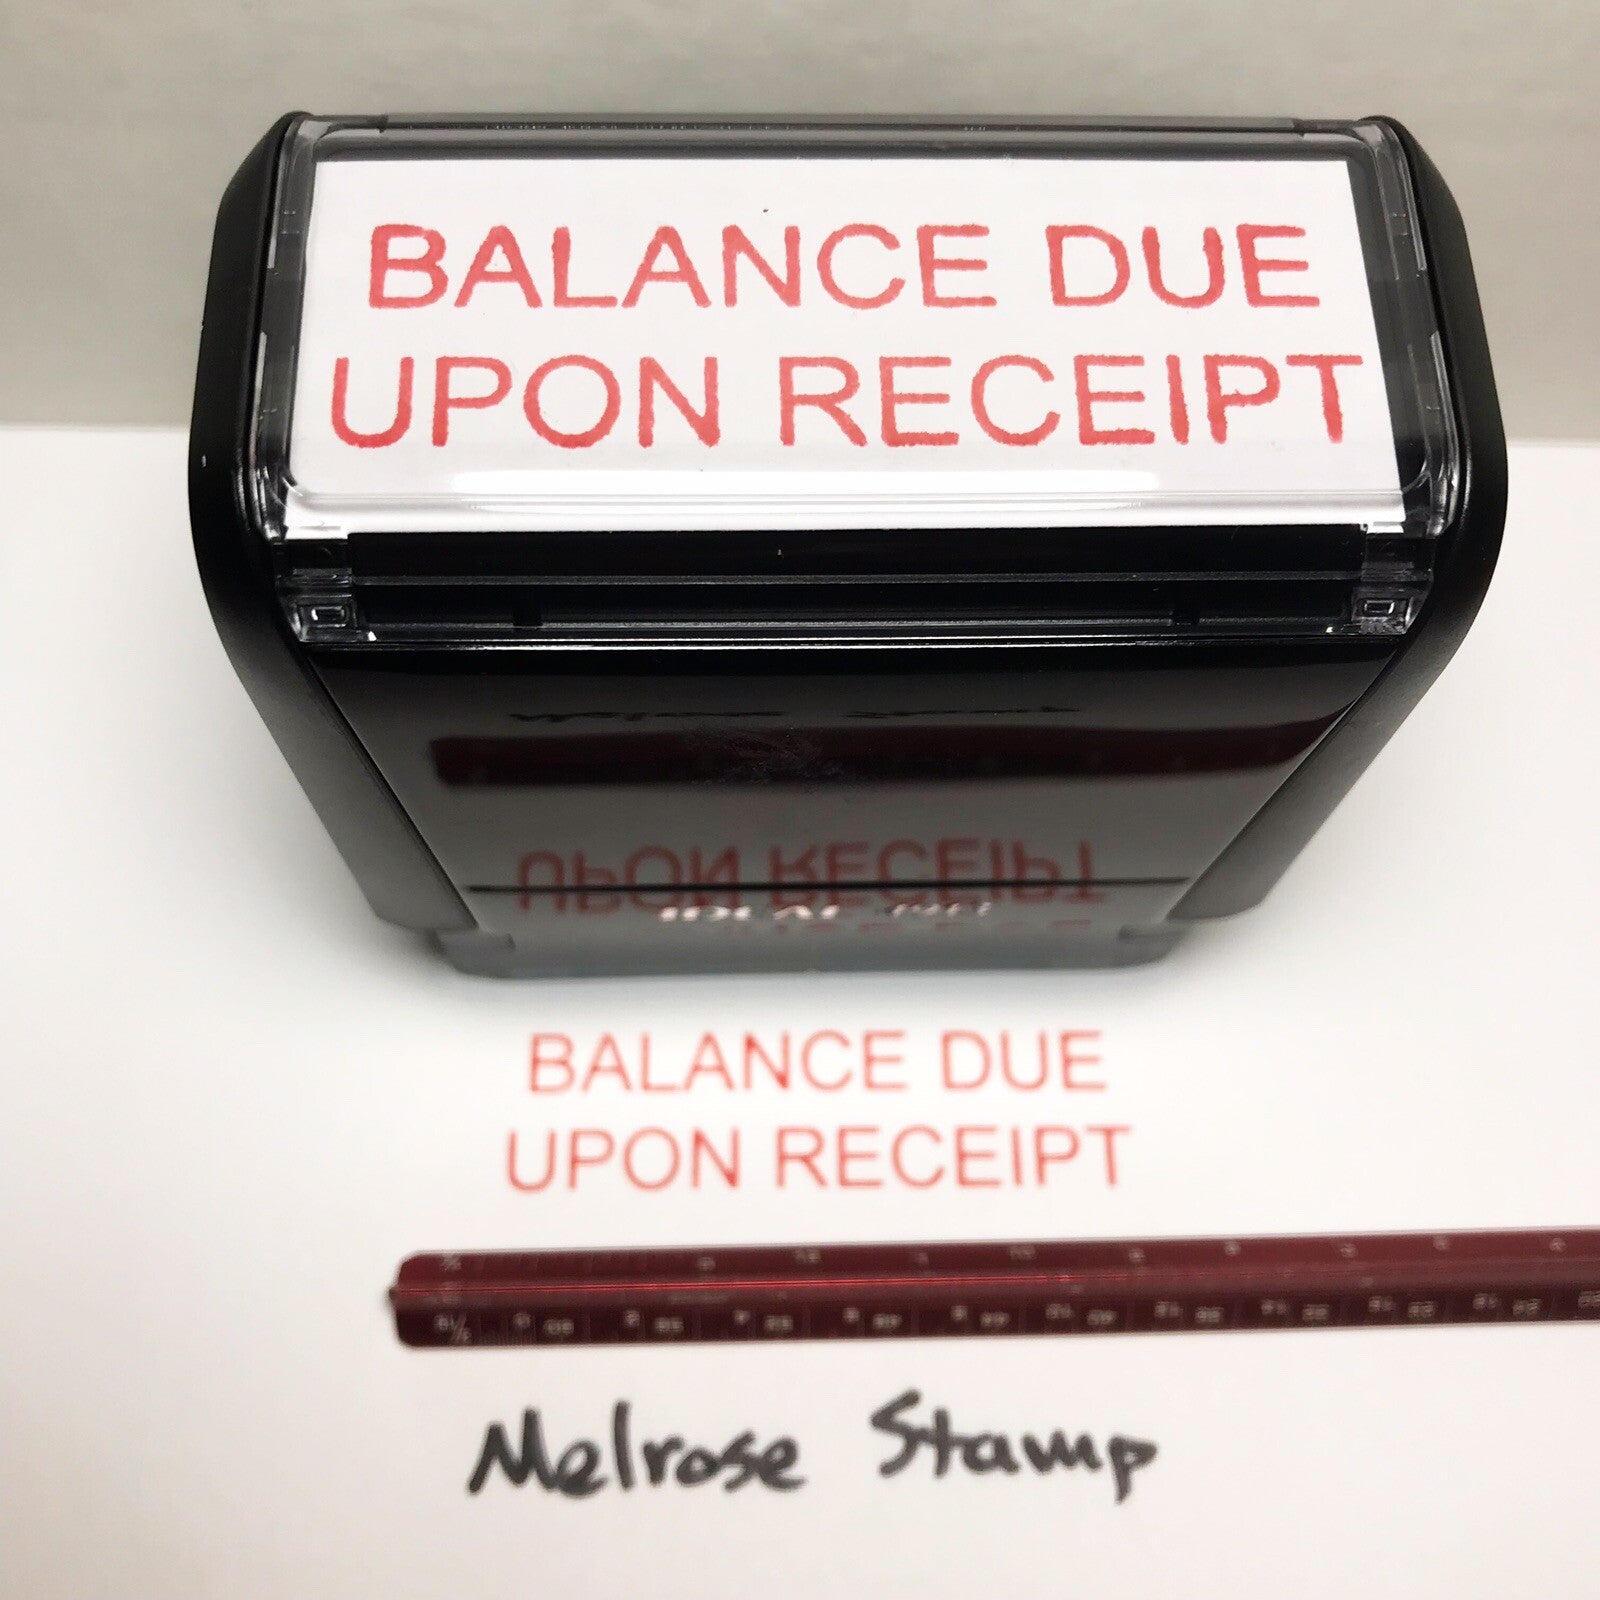 BALANCE DUE
UPON RECEIPT
BALANCE DUE
UPON RECEIPT
Melrose Stamp